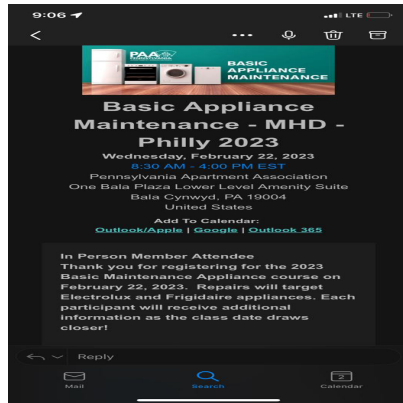 9:06
LTE
PAA
BASIC
APPLIANCE
MAINTENANCE
Basic Appliance
Maintenance - MHD -
Philly 2023
Wednesday, February 22, 2023
8:30 AM - 4:00 PM EST
Pennsylvania Apartment Association
One Bala Plaza Lower Level Amenity Suite
Bala Cynwyd, PA 19004
United States
Add To Calendar:
Outlook/Apple | Google | Outlook 365
In Person Member Attendee
Thank you for registering for the 2023
Basic Maintenance Appliance course on
February 22, 2023. Repairs will target
Electrolux and Frigidaire appliances. Each
participant will receive additional
information as the class date draws
closer!
Reply
Mail
Search
2
Calendar